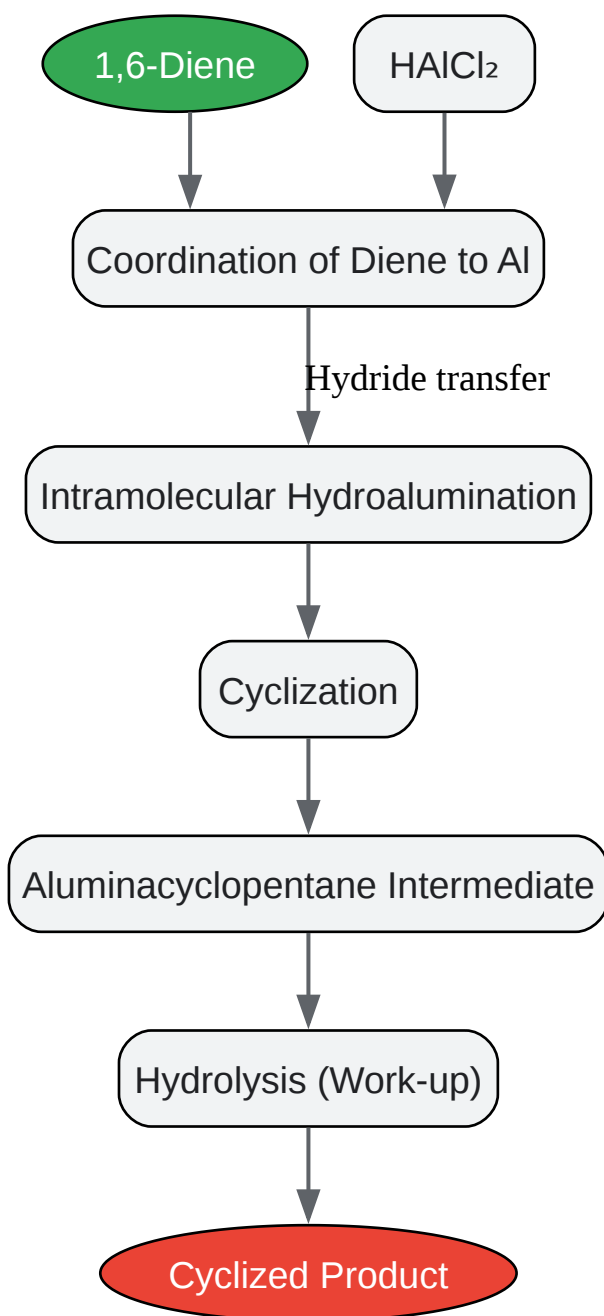 1,6-Diene
HAlCl₂
Coordination of Diene to Al
Hydride transfer
Intramolecular Hydroalumination
Cyclization
Aluminacyclopentane Intermediate
Hydrolysis (Work-up)
Cyclized Product